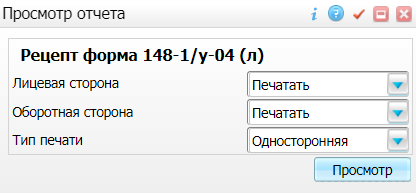 Просмотр отчета
Рецепт форма 148-1/у-04 (л)
Лицевая сторона Печатать
Оборотная сторона Печатать
Тип печати Односторонняя
Просмотр